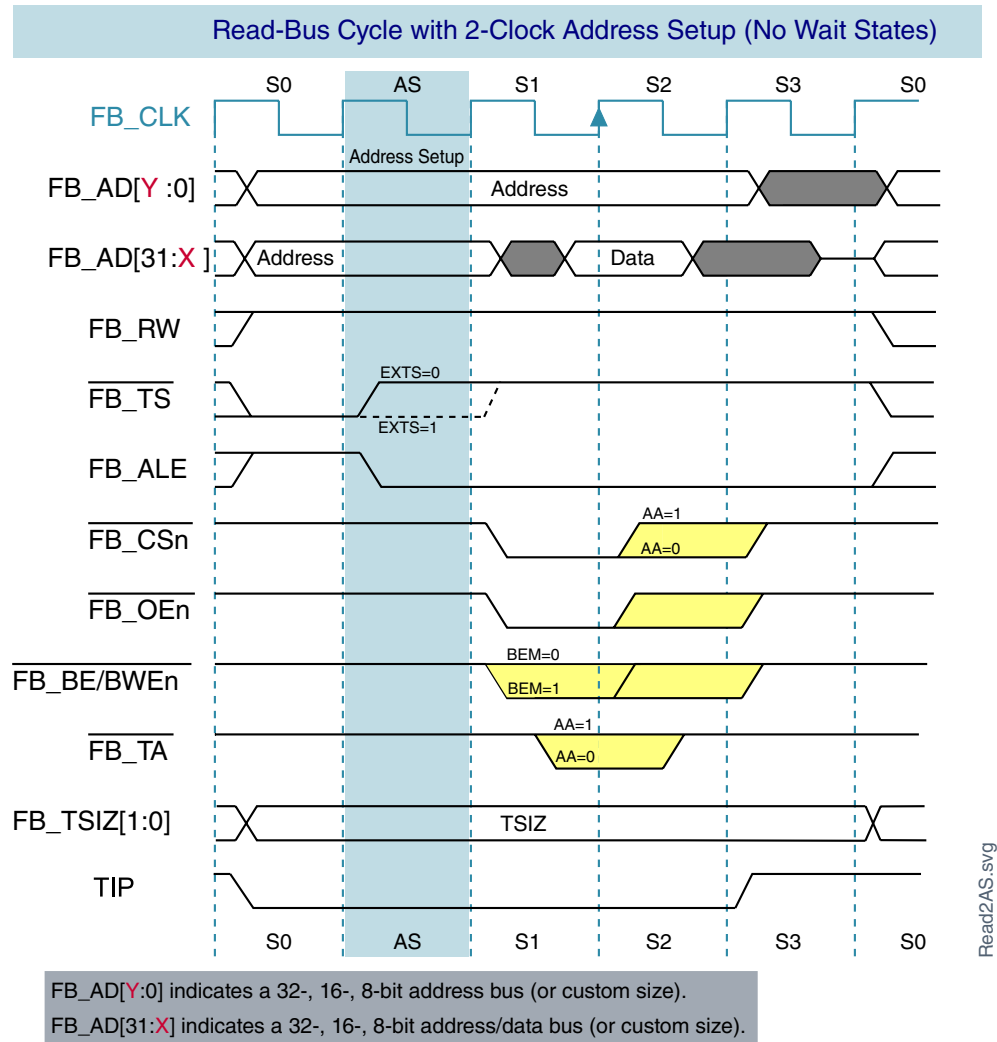 Read-Bus Cycle with 2-Clock Address Setup (No Wait States)
S0 AS S1 S2 S3 S0
FB_CLK
Address Setup
FB_AD[Y :0] Address
FB_AD[31:X ] Address Data
FB_RW
EXTS=0
FB_TS
EXTS=1
FB_ALE
AA=1
FB_CSn
AA=0
FB_OEn
BEM=0
FB_BE/BWEn
BEM=1
AA=1
FB_TA
AA=0
FB_TSIZ[1:0] TSIZ
TIP
S0 AS S1 S2 S3 S0
Read2AS.svg
FB_AD[Y:0] indicates a 32-, 16-, 8-bit address bus (or custom size).
FB_AD[31:X] indicates a 32-, 16-, 8-bit address/data bus (or custom size).